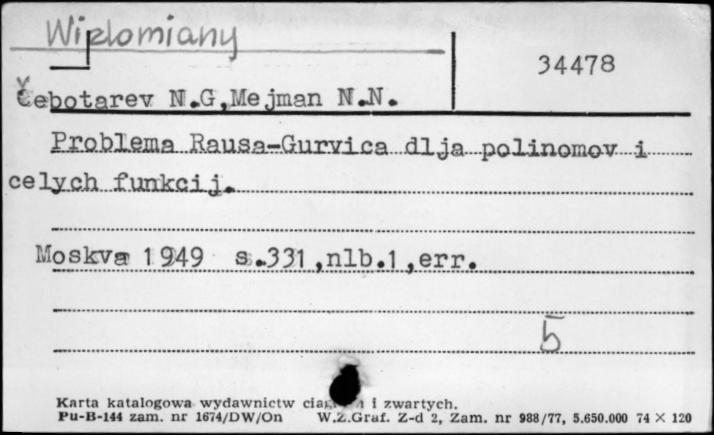 Wielomiany
34478
Čebotarev N.G,Mejman N.N.
Problema Rausa-Gurvica dlja polinomov i
celych funkcij.
Moskva 1949 s.331,nlb.1,err.
5
Karta katalogowa wydawnictw i zwartych.
Pu-B-144 zam. nr 1674/DW/On W.Z.Graf. Z-d 2, Zam. nr 988/77, 5.650.000 74 × 120